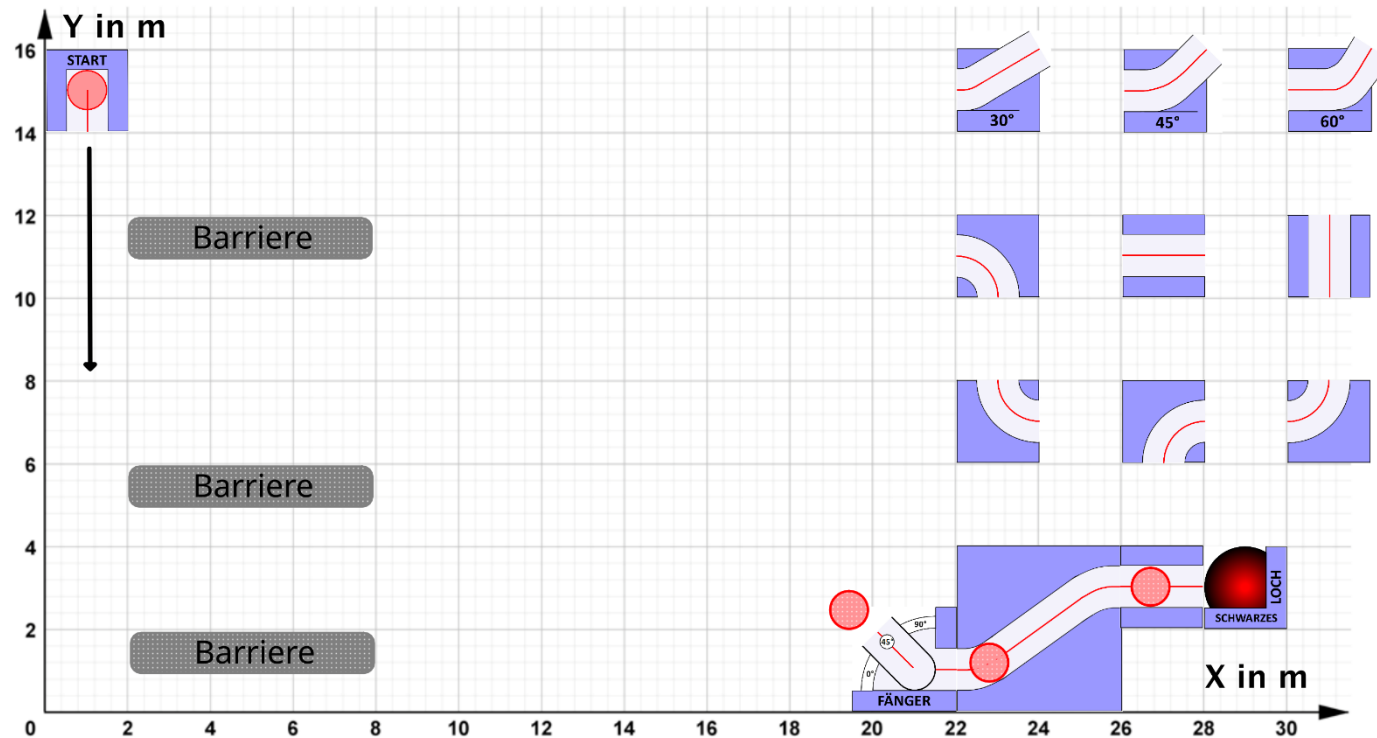 Y in m
16
START
30°
45°
60°
14
12
Barriere
10
8
6
Barriere
4
LOCH
2
90°
45°
SCHWARZES
Barriere
0°
X in m
FÄNGER
0 2 4 6 8 10 12 14 16 18 20 22 24 26 28 30